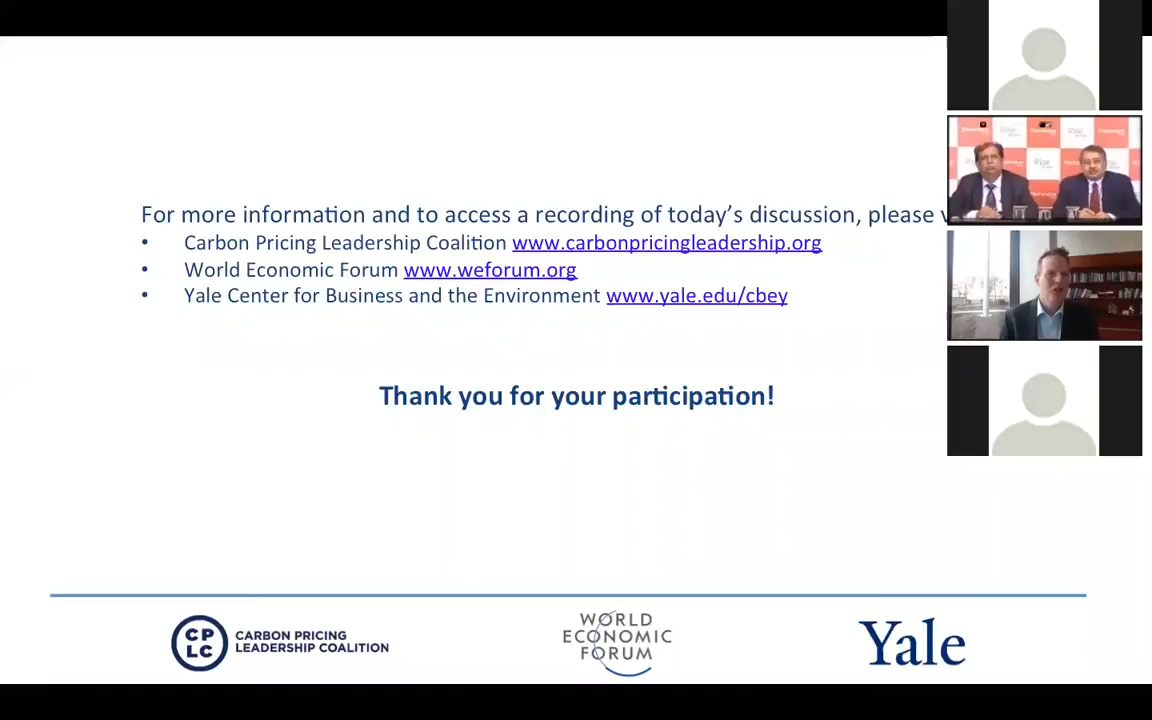 For more information and to access a recording of today’s discussion, please
• Carbon Pricing Leadership Coalition www.carbonpricingleadership.org
• World Economic Forum www.weforum.org
• Yale Center for Business and the Environment www.yale.edu/cbey
Thank you for your participation!
CP
LC
CARBON PRICING
LEADERSHIP COALITION
WORLD
ECONOMIC
FORUM
Yale